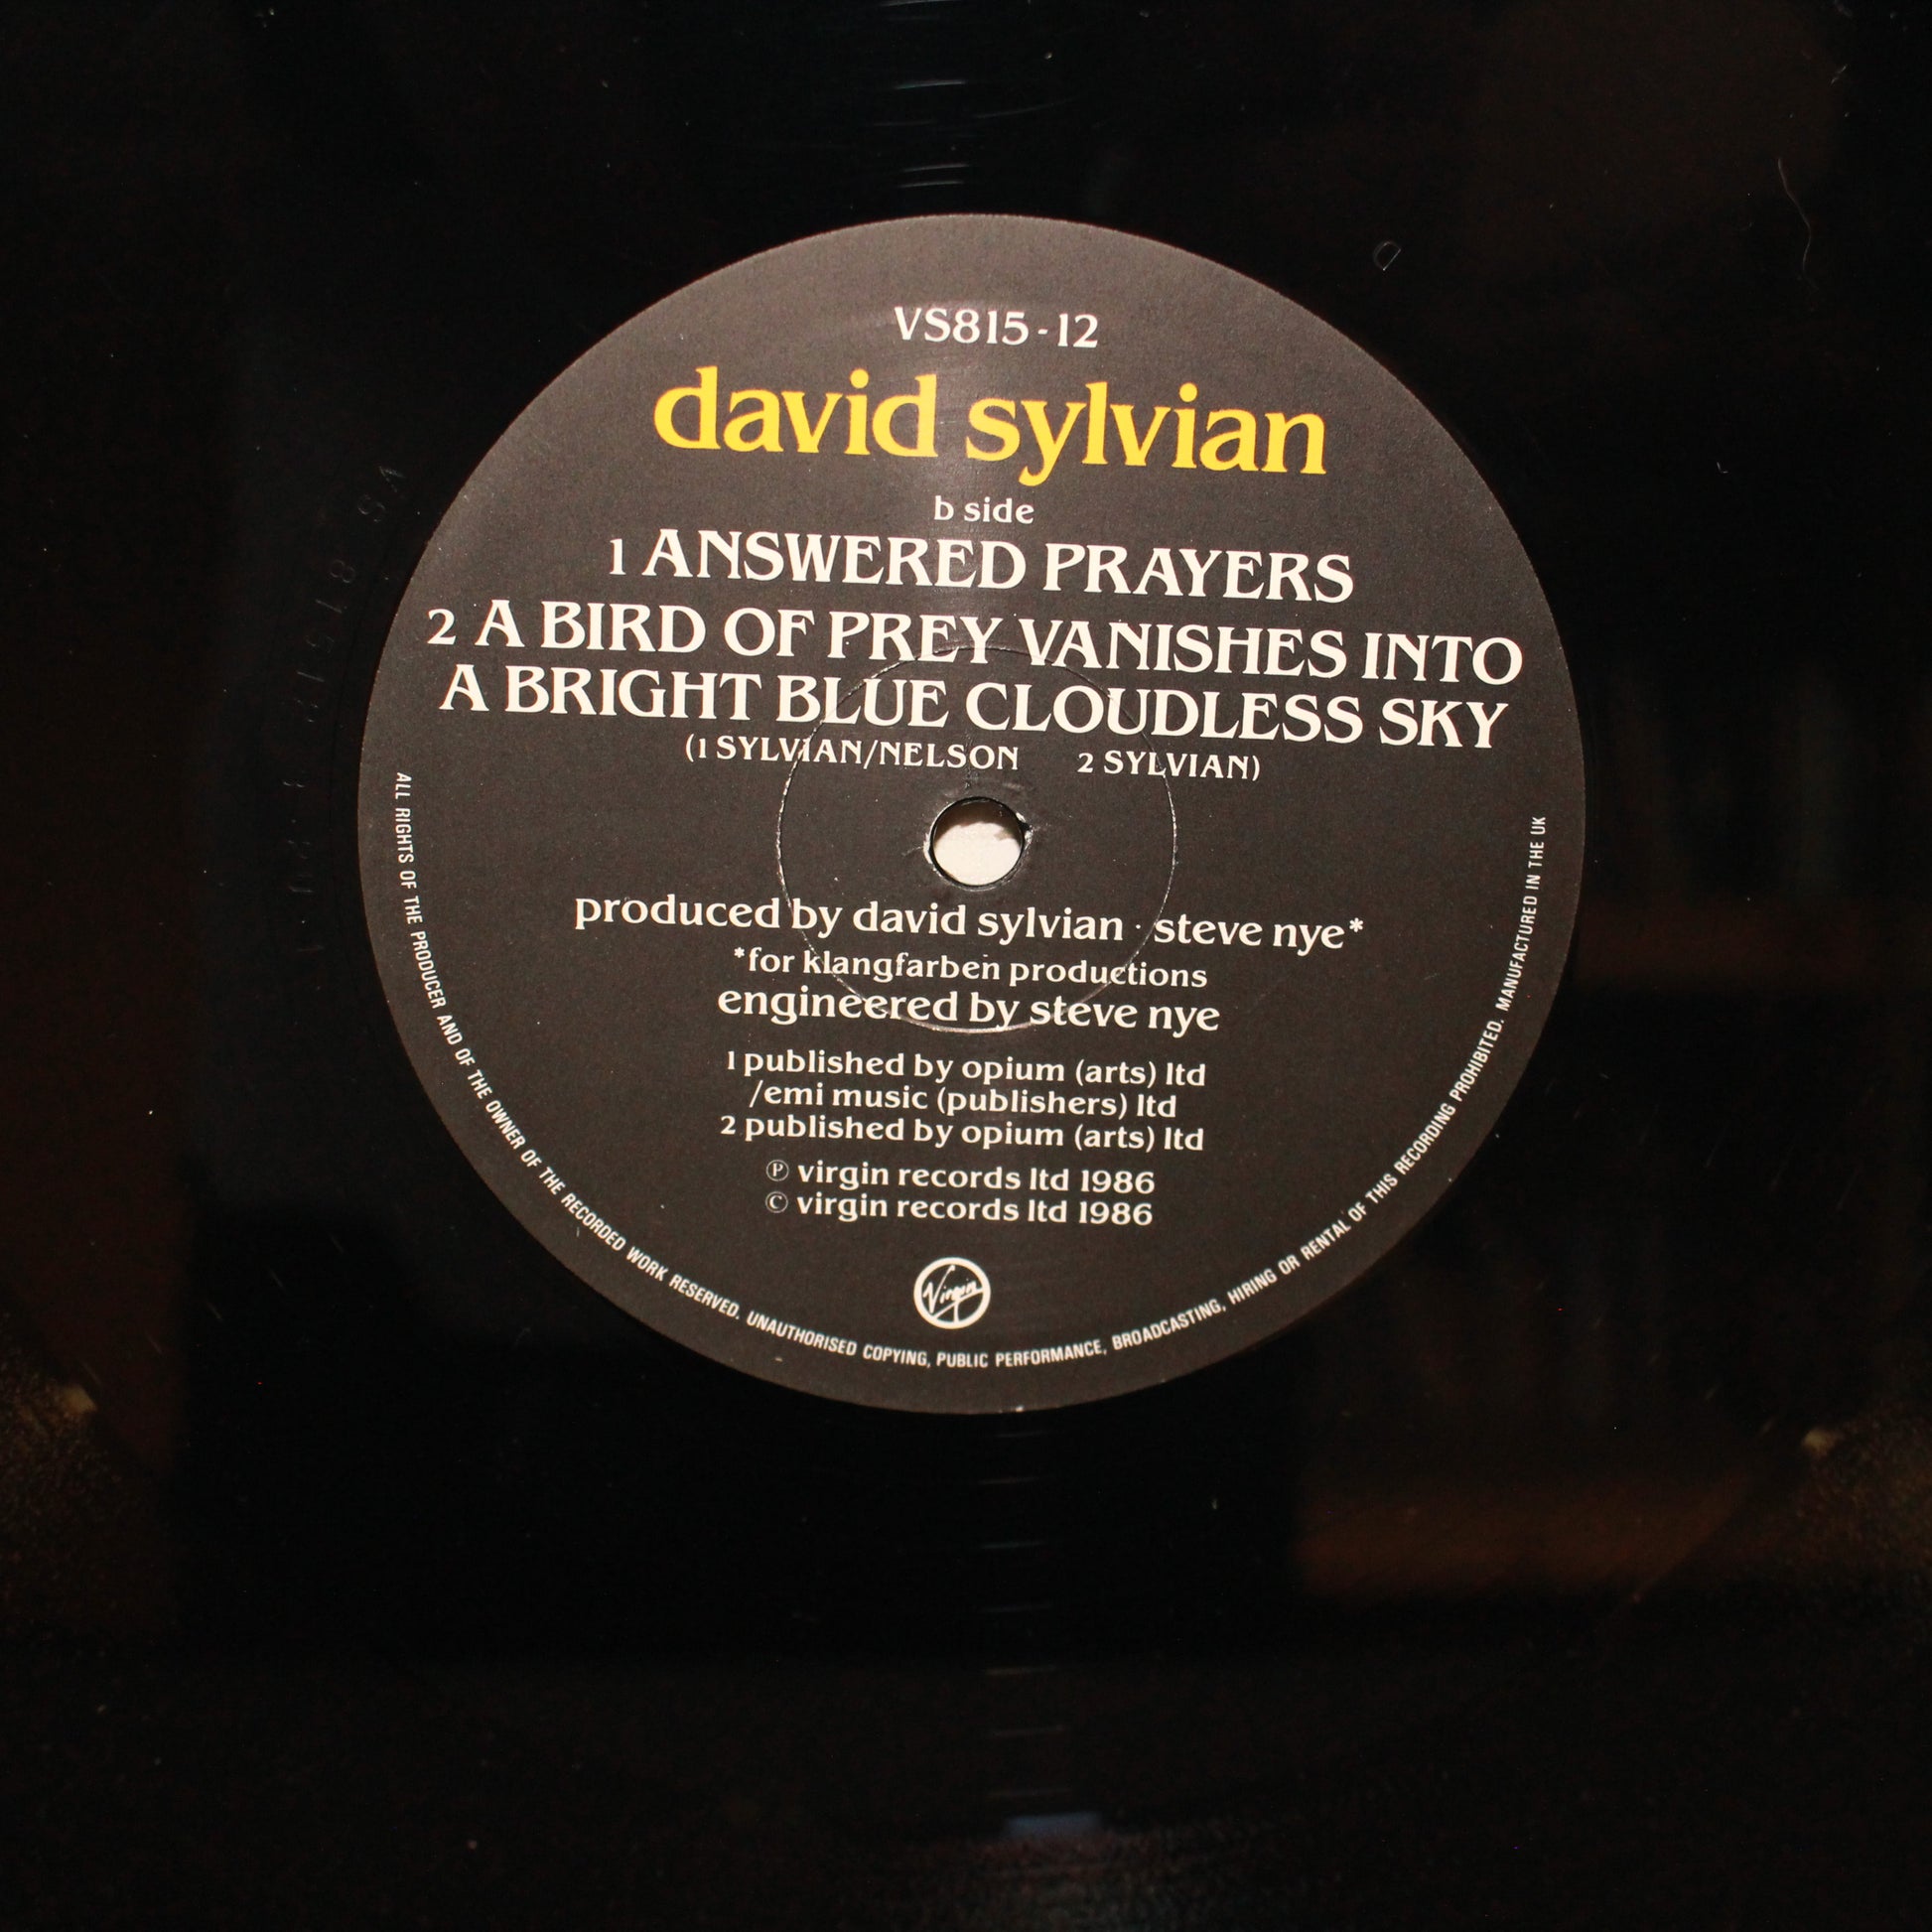 VS815-12
david sylvian
b side
1 ANSWERED PRAYERS
2 A BIRD OF PREY VANISHES INTO
A BRIGHT BLUE CLOUDLESS SKY
(1 SYLVIAN/NELSON 2 SYLVIAN)
produced by david sylvian · steve nye*
*for klangfarben productions
engineered by steve nye
1 published by opium (arts) ltd
/emi music (publishers) ltd
2 published by opium (arts) ltd
℗ virgin records ltd 1986
© virgin records ltd 1986
Virgin
ALL RIGHTS OF THE PRODUCER AND OF THE OWNER OF THE RECORDED WORK RESERVED. UNAUTHORISED COPYING, PUBLIC PERFORMANCE, BROADCASTING, HIRING OR RENTAL OF THIS RECORDING PROHIBITED. MANUFACTURED IN THE UK